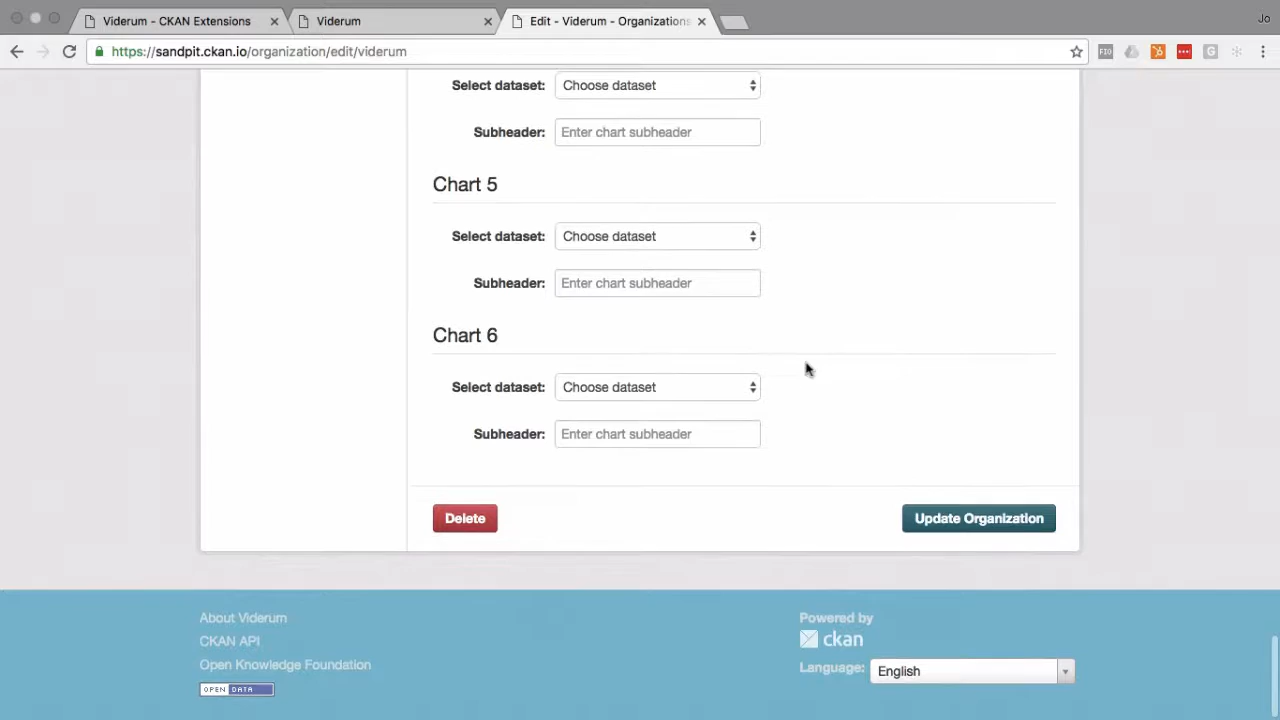 Viderum - CKAN Extensions
Viderum
Edit - Viderum - Organizations
Jo
https://sandpit.ckan.io/organization/edit/viderum
FIO
G
Select dataset: Choose dataset
Subheader: Enter chart subheader
Chart 5
Select dataset: Choose dataset
Subheader: Enter chart subheader
Chart 6
Select dataset: Choose dataset
Subheader: Enter chart subheader
Delete
Update Organization
About Viderum
CKAN API
Open Knowledge Foundation
OPEN DATA
Powered by
ckan
Language: English